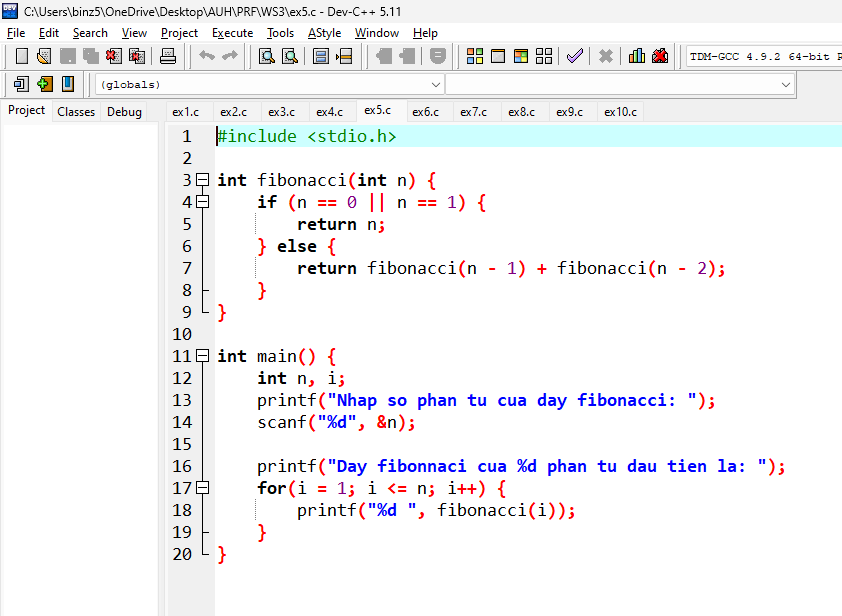 C:\Users\binz5\OneDrive\Desktop\AUH\PRF\WS3\ex5.c - Dev-C++ 5.11
File Edit Search View Project Execute Tools AStyle Window Help
TDM-GCC 4.9.2 64-bit R
(globals)
Project Classes Debug
ex1.c ex2.c ex3.c ex4.c ex5.c ex6.c ex7.c ex8.c ex9.c ex10.c
1 #include <stdio.h>
2
3 int fibonacci(int n) {
4     if (n == 0 || n == 1) {
5         return n;
6     } else {
7         return fibonacci(n - 1) + fibonacci(n - 2);
8     }
9 }
10
11 int main() {
12     int n, i;
13     printf("Nhap so phan tu cua day fibonacci: ");
14     scanf("%d", &n);
15
16     printf("Day fibonnaci cua %d phan tu dau tien la: ");
17     for(i = 1; i <= n; i++) {
18         printf("%d ", fibonacci(i));
19     }
20 }